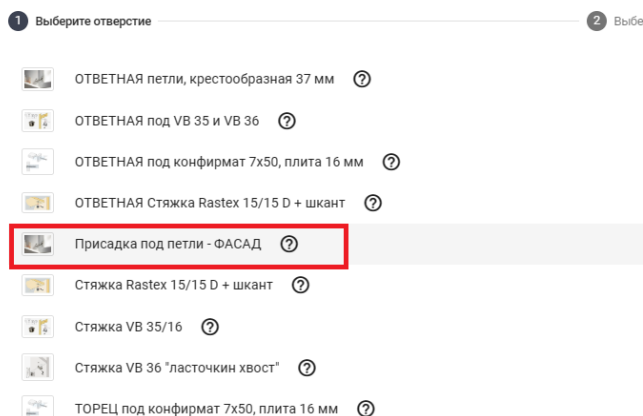 1 Выберите отверстие
2 Выбе
ОТВЕТНАЯ петли, крестообразная 37 мм ?
ОТВЕТНАЯ под VB 35 и VB 36 ?
ОТВЕТНАЯ под конфирмат 7х50, плита 16 мм ?
ОТВЕТНАЯ Стяжка Rastex 15/15 D + шкант ?
Присадка под петли - ФАСАД ?
Стяжка Rastex 15/15 D + шкант ?
Стяжка VB 35/16 ?
Стяжка VB 36 "ласточкин хвост" ?
ТОРЕЦ под конфирмат 7х50, плита 16 мм ?